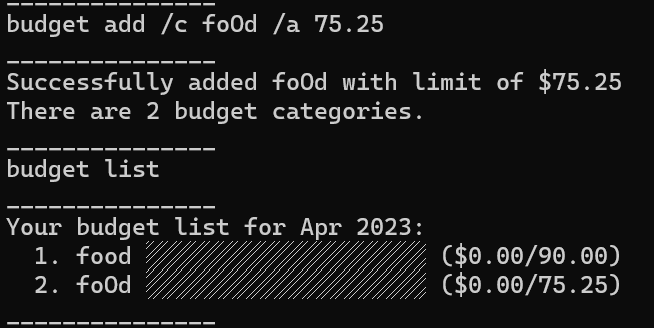 _______________
budget add /c foOd /a 75.25
_______________
Successfully added foOd with limit of $75.25
There are 2 budget categories.
_______________
budget list
_______________
Your budget list for Apr 2023:
1. food ($0.00/90.00)
2. foOd ($0.00/75.25)
_______________